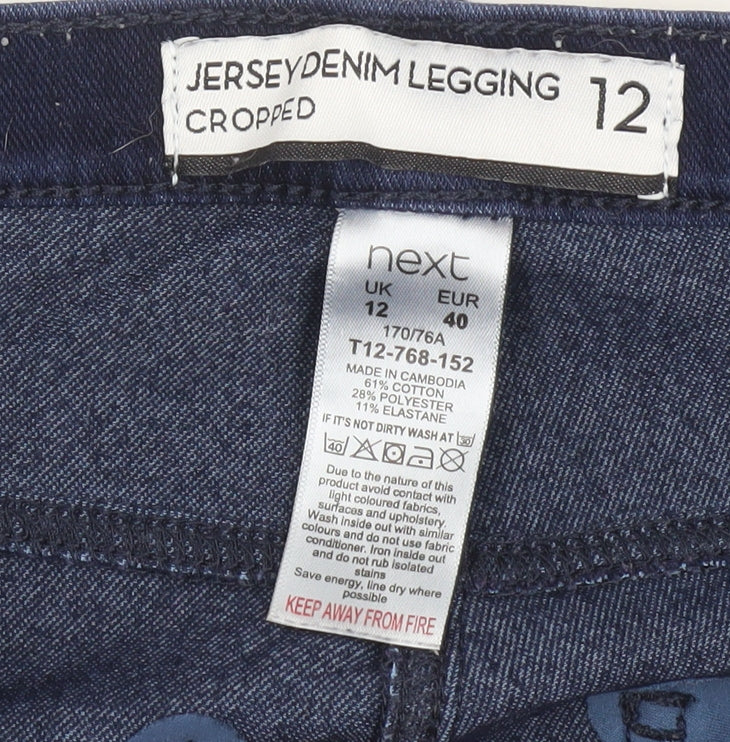 JERSEY DENIM LEGGING 12
CROPPED
next
UK EUR
12 40
170/76A
T12-768-152
MADE IN CAMBODIA
61% COTTON
28% POLYESTER
11% ELASTANE
IF IT'S NOT DIRTY WASH AT 30
40
Due to the nature of this
product avoid contact with
light coloured fabrics,
surfaces and upholstery.
Wash inside out with similar
colours and do not use fabric
conditioner. Iron inside out
and do not rub isolated
stains
Save energy, line dry where
possible
KEEP AWAY FROM FIRE